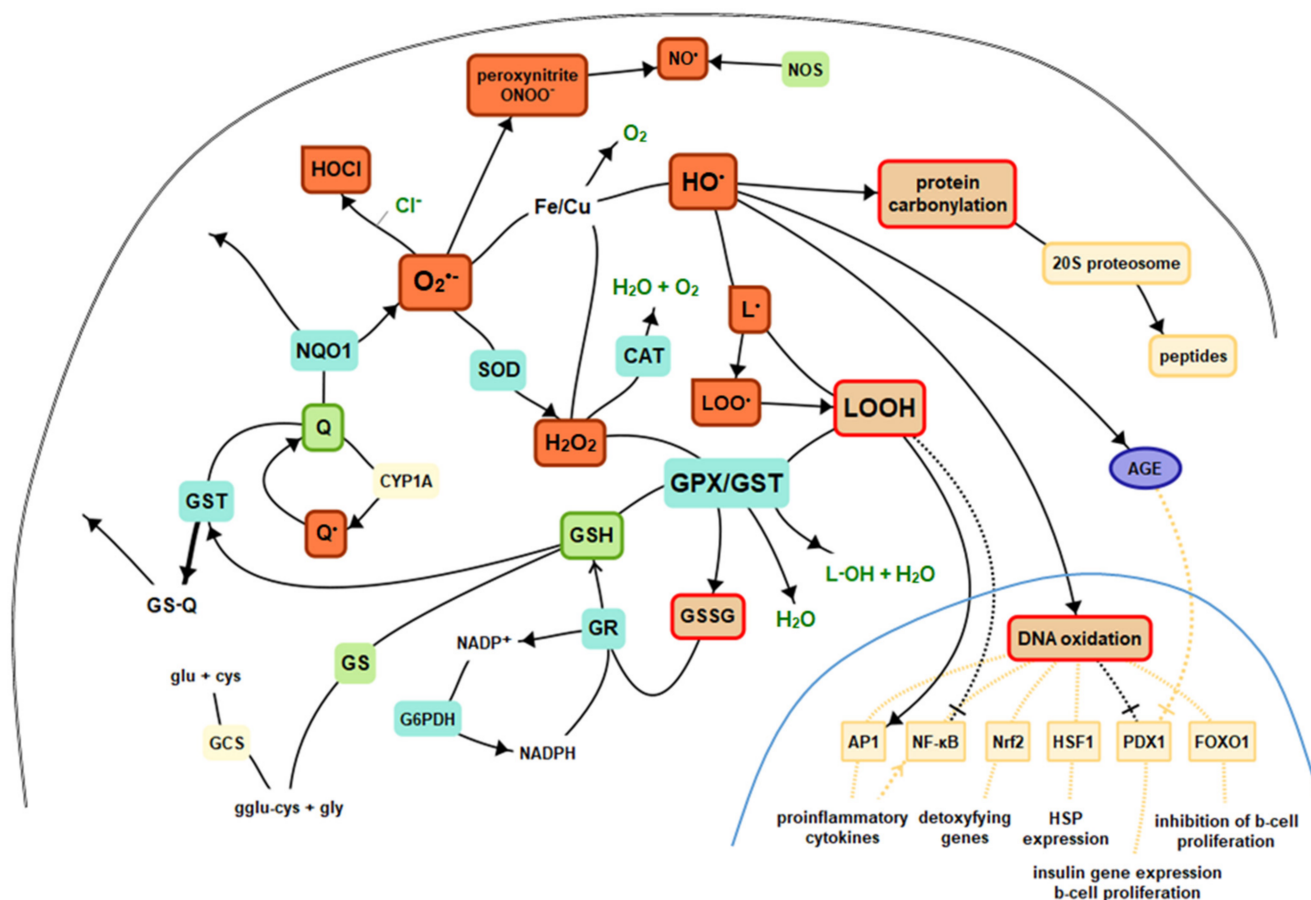 peroxynitrite
ONOO⁻
NO•
NOS
O₂
HOCl
Cl⁻
Fe/Cu
HO•
protein
carbonylation
O₂•⁻
20S proteosome
H₂O + O₂
L•
NQO1
SOD
CAT
peptides
LOO•
LOOH
Q
H₂O₂
CYP1A
GPX/GST
AGE
GST
Q•
GSH
L-OH + H₂O
GS-Q
GSSG
H₂O
NADP⁺
GR
DNA oxidation
GS
glu + cys
G6PDH
GCS
NADPH
AP1
NF-κB
Nrf2
HSF1
PDX1
FOXO1
gglu-cys + gly
proinflammatory
cytokines
detoxyfying
genes
HSP
expression
inhibition of b-cell
proliferation
insulin gene expression
b-cell proliferation